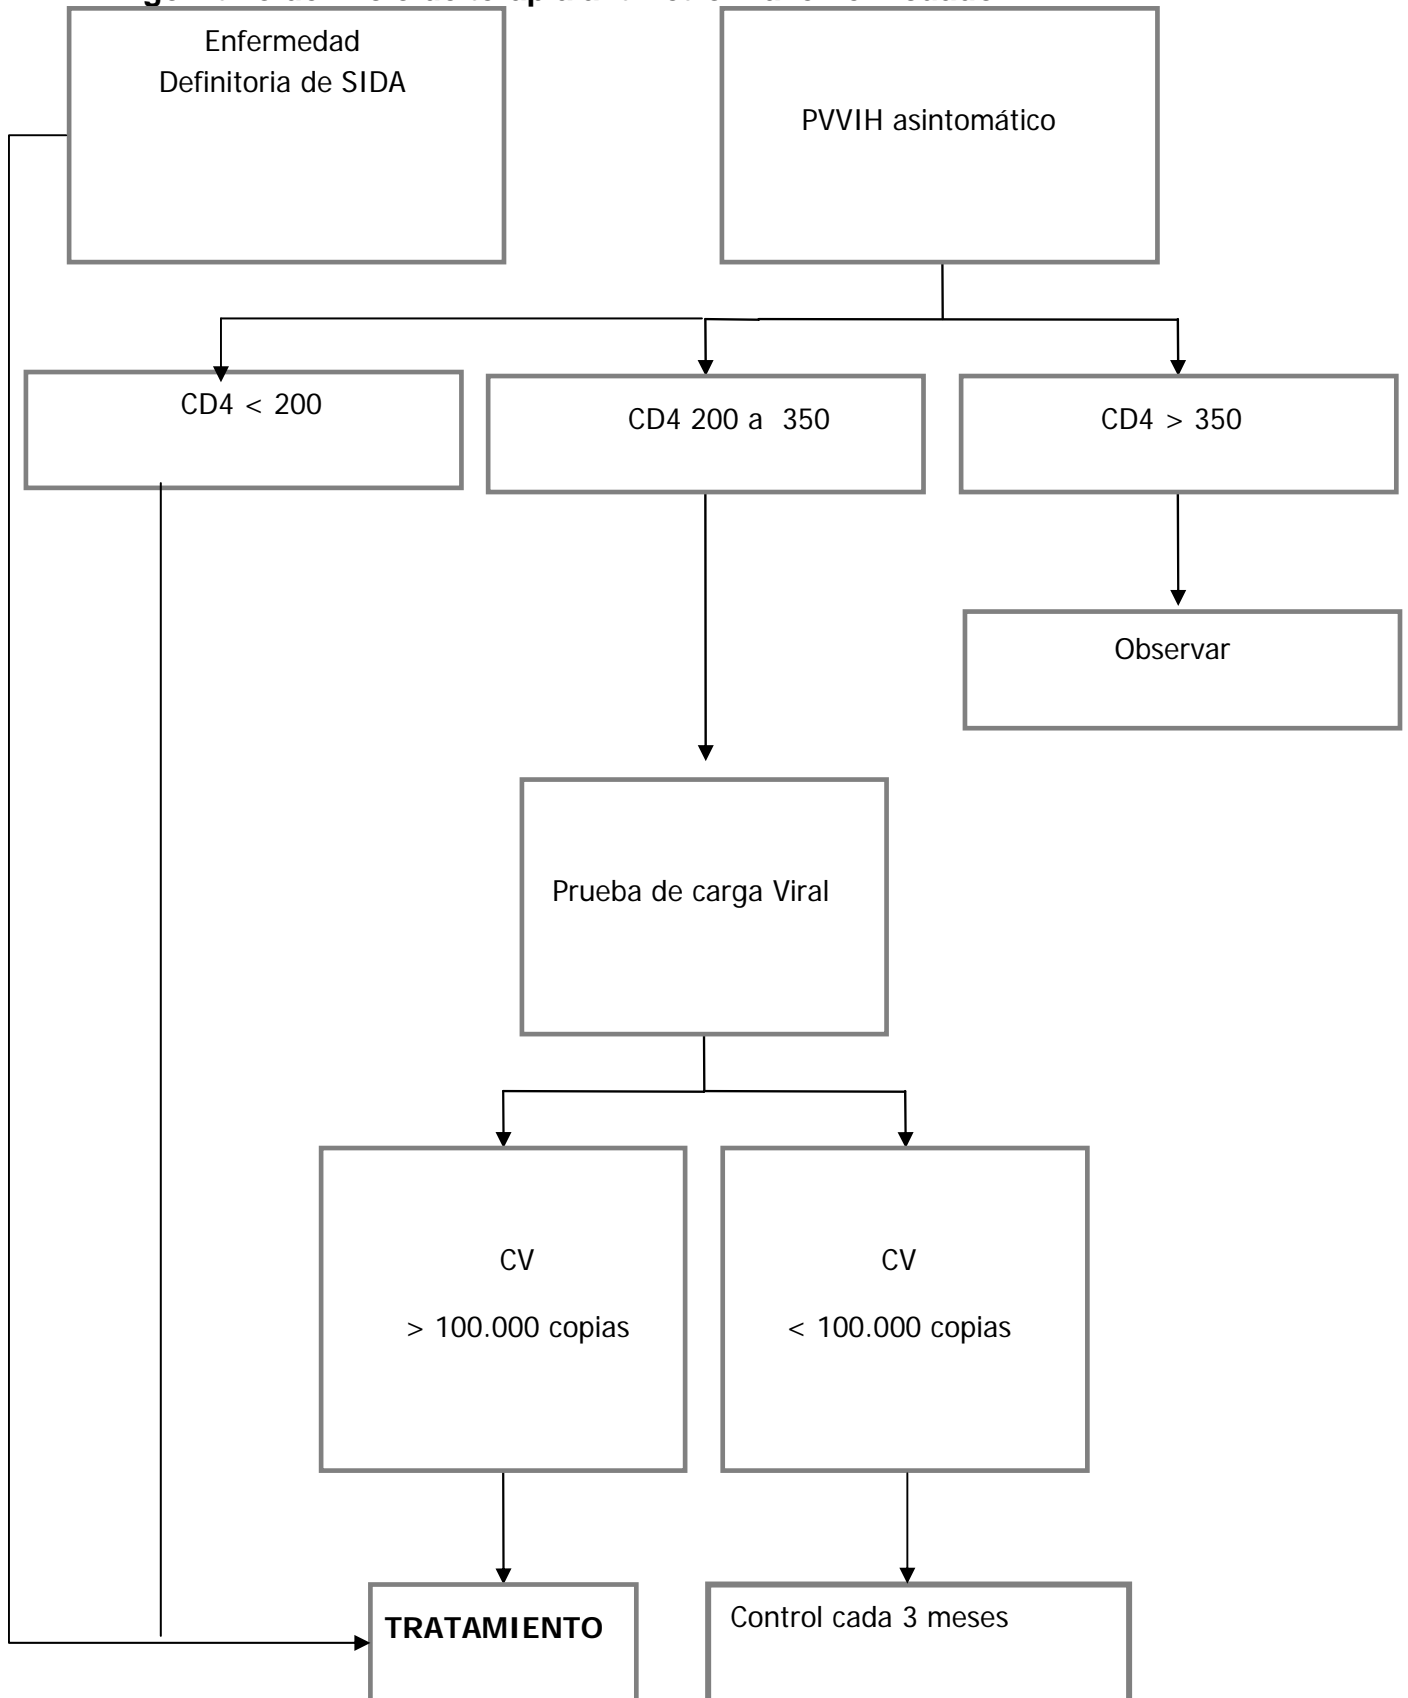 Enfermedad
Definitoria de SIDA
PVVIH asintomático
CD4 < 200
CD4 200 a 350
CD4 > 350
Observar
Prueba de carga Viral
CV
> 100.000 copias
CV
< 100.000 copias
TRATAMIENTO
Control cada 3 meses